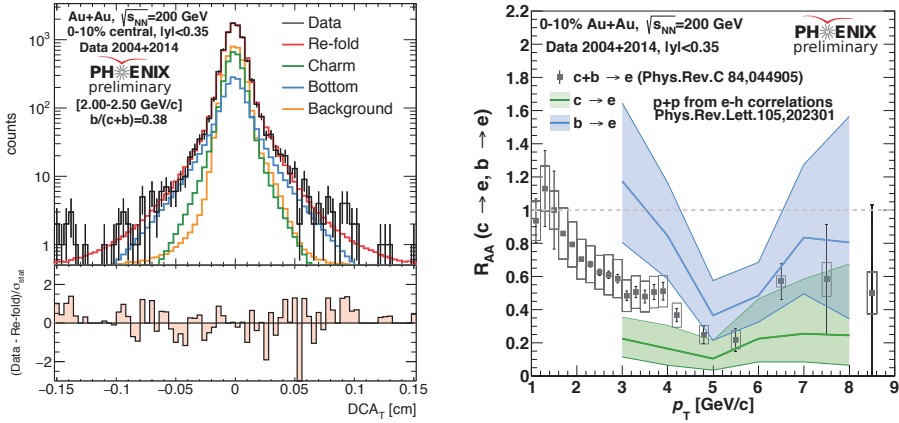 Au+Au, √sNN=200 GeV
0-10% central, lyl<0.35
Data 2004+2014
PHENIX
preliminary
[2.00-2.50 GeV/c]
b/(c+b)=0.38
Data
Re-fold
Charm
Bottom
Background
counts
10³
10²
10
1
(Data - Re-fold)/σstat
2
0
−2
−0.15
−0.1
−0.05
0
0.05
0.1
0.15
DCAT [cm]
0-10% Au+Au, √sNN=200 GeV
Data 2004+2014, lyl<0.35
PHENIX
preliminary
c+b → e (Phys.Rev.C 84,044905)
c → e
b → e
p+p from e-h correlations
Phys.Rev.Lett.105,202301
RAA (c → e, b → e)
2.2
2
1.8
1.6
1.4
1.2
1
0.8
0.6
0.4
0.2
0
1
2
3
4
5
6
7
8
9
pT [GeV/c]